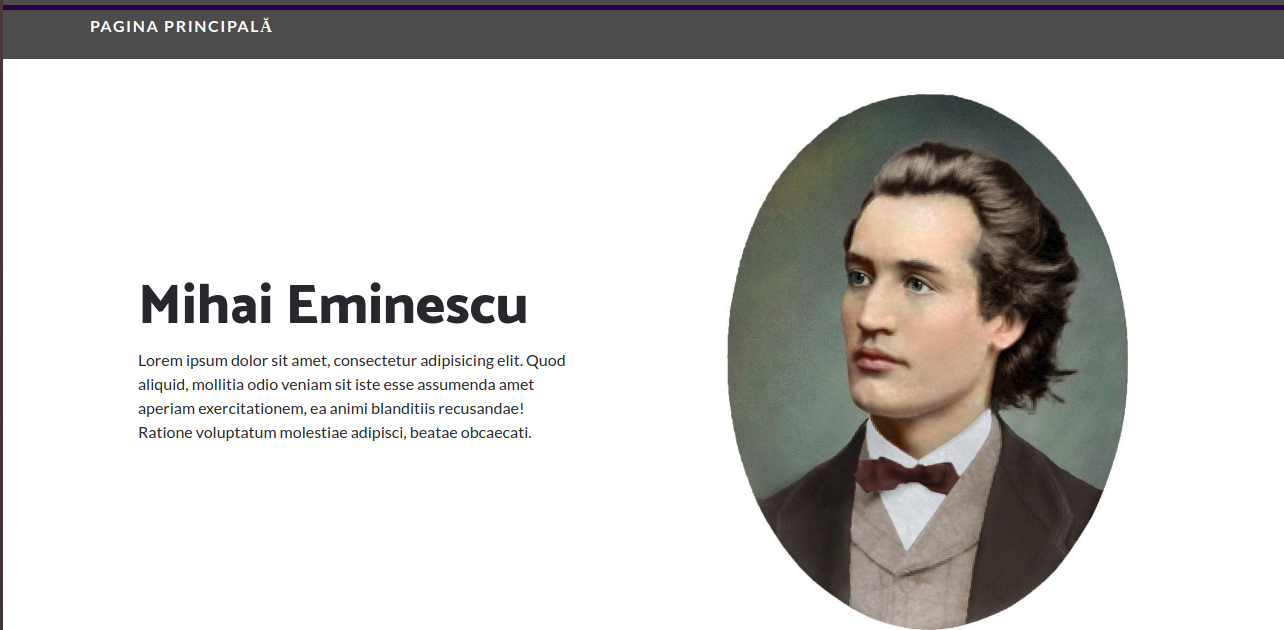 PAGINA PRINCIPALĂ
Mihai Eminescu
Lorem ipsum dolor sit amet, consectetur adipisicing elit. Quod
aliquid, mollitia odio veniam sit iste esse assumenda amet
aperiam exercitationem, ea animi blanditiis recusandae!
Ratione voluptatum molestiae adipisci, beatae obcaecati.